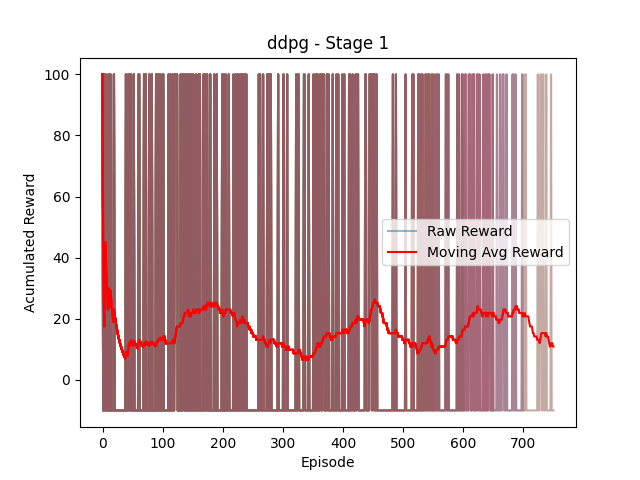 ddpg - Stage 1
Acumulated Reward
100
80
60
40
20
0
Raw Reward
Moving Avg Reward
0 100 200 300 400 500 600 700
Episode